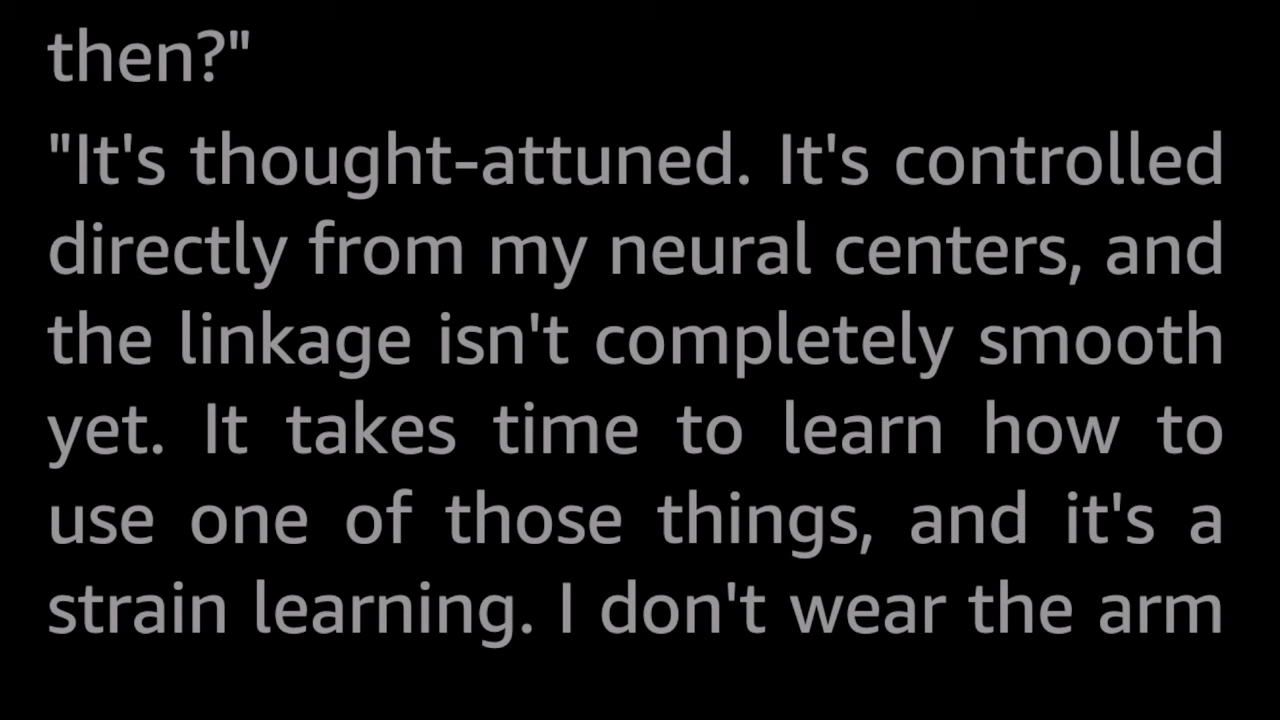 then?"
"It's thought-attuned. It's controlled
directly from my neural centers, and
the linkage isn't completely smooth
yet. It takes time to learn how to
use one of those things, and it's a
strain learning. I don't wear the arm